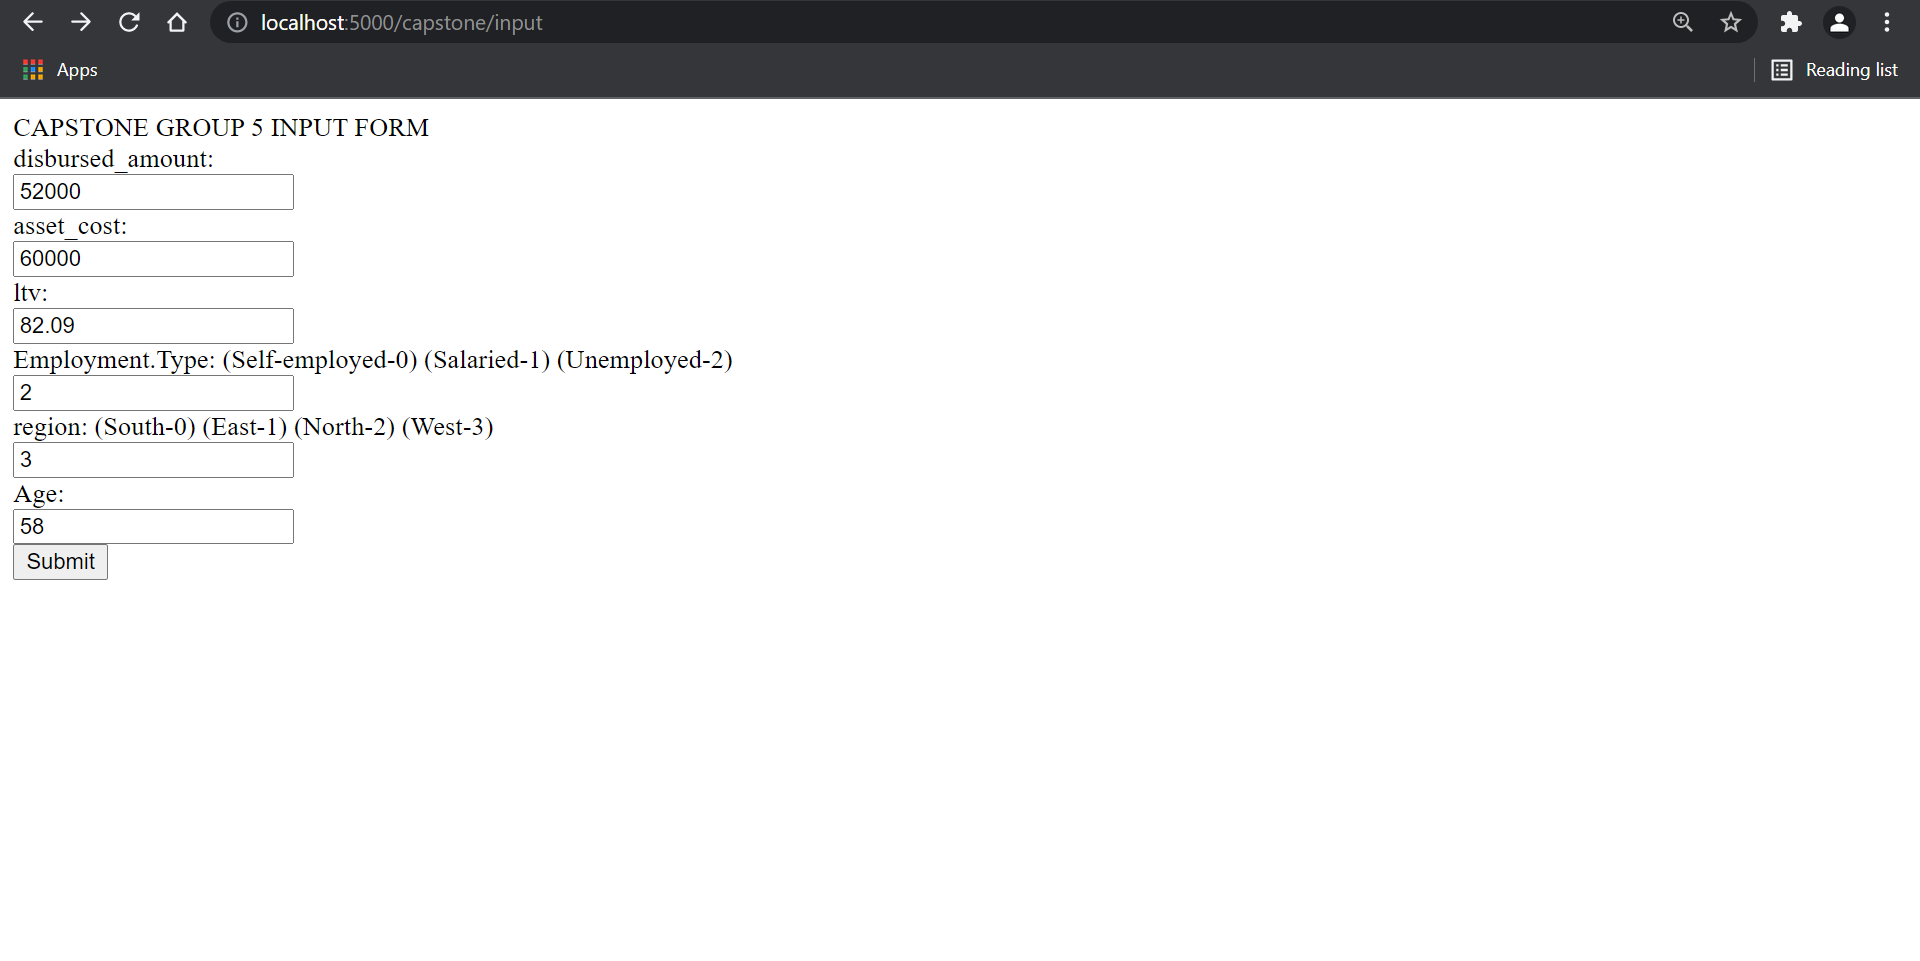 localhost:5000/capstone/input
Apps
Reading list
CAPSTONE GROUP 5 INPUT FORM
disbursed_amount:
52000
asset_cost:
60000
ltv:
82.09
Employment.Type: (Self-employed-0) (Salaried-1) (Unemployed-2)
2
region: (South-0) (East-1) (North-2) (West-3)
3
Age:
58
Submit